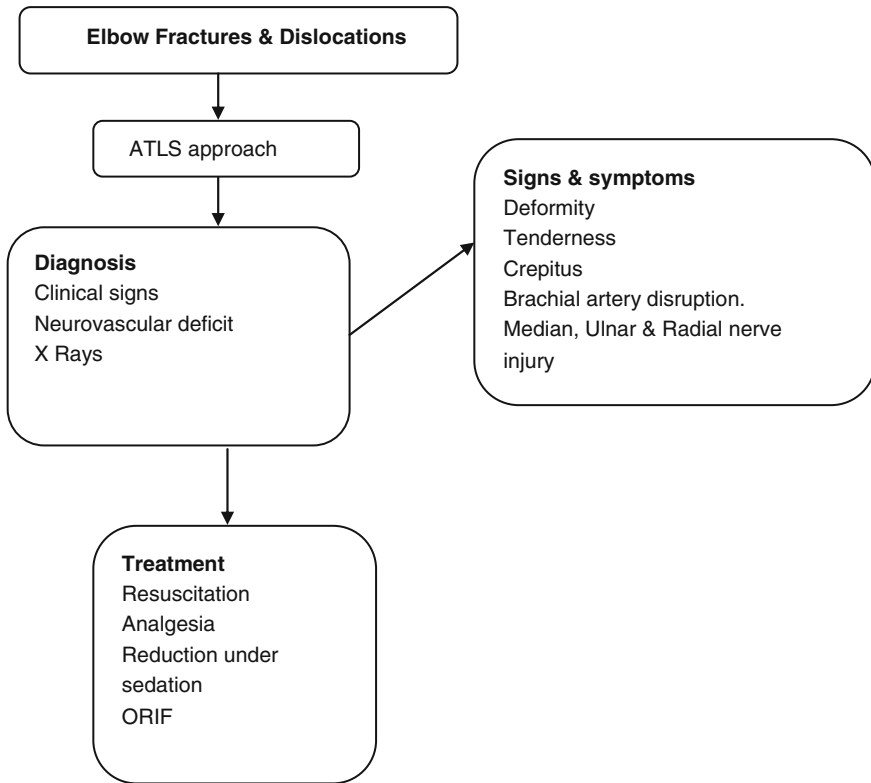 Elbow Fractures & Dislocations
ATLS approach
Diagnosis
Clinical signs
Neurovascular deficit
X Rays
Signs & symptoms
Deformity
Tenderness
Crepitus
Brachial artery disruption.
Median, Ulnar & Radial nerve
injury
Treatment
Resuscitation
Analgesia
Reduction under
sedation
ORIF